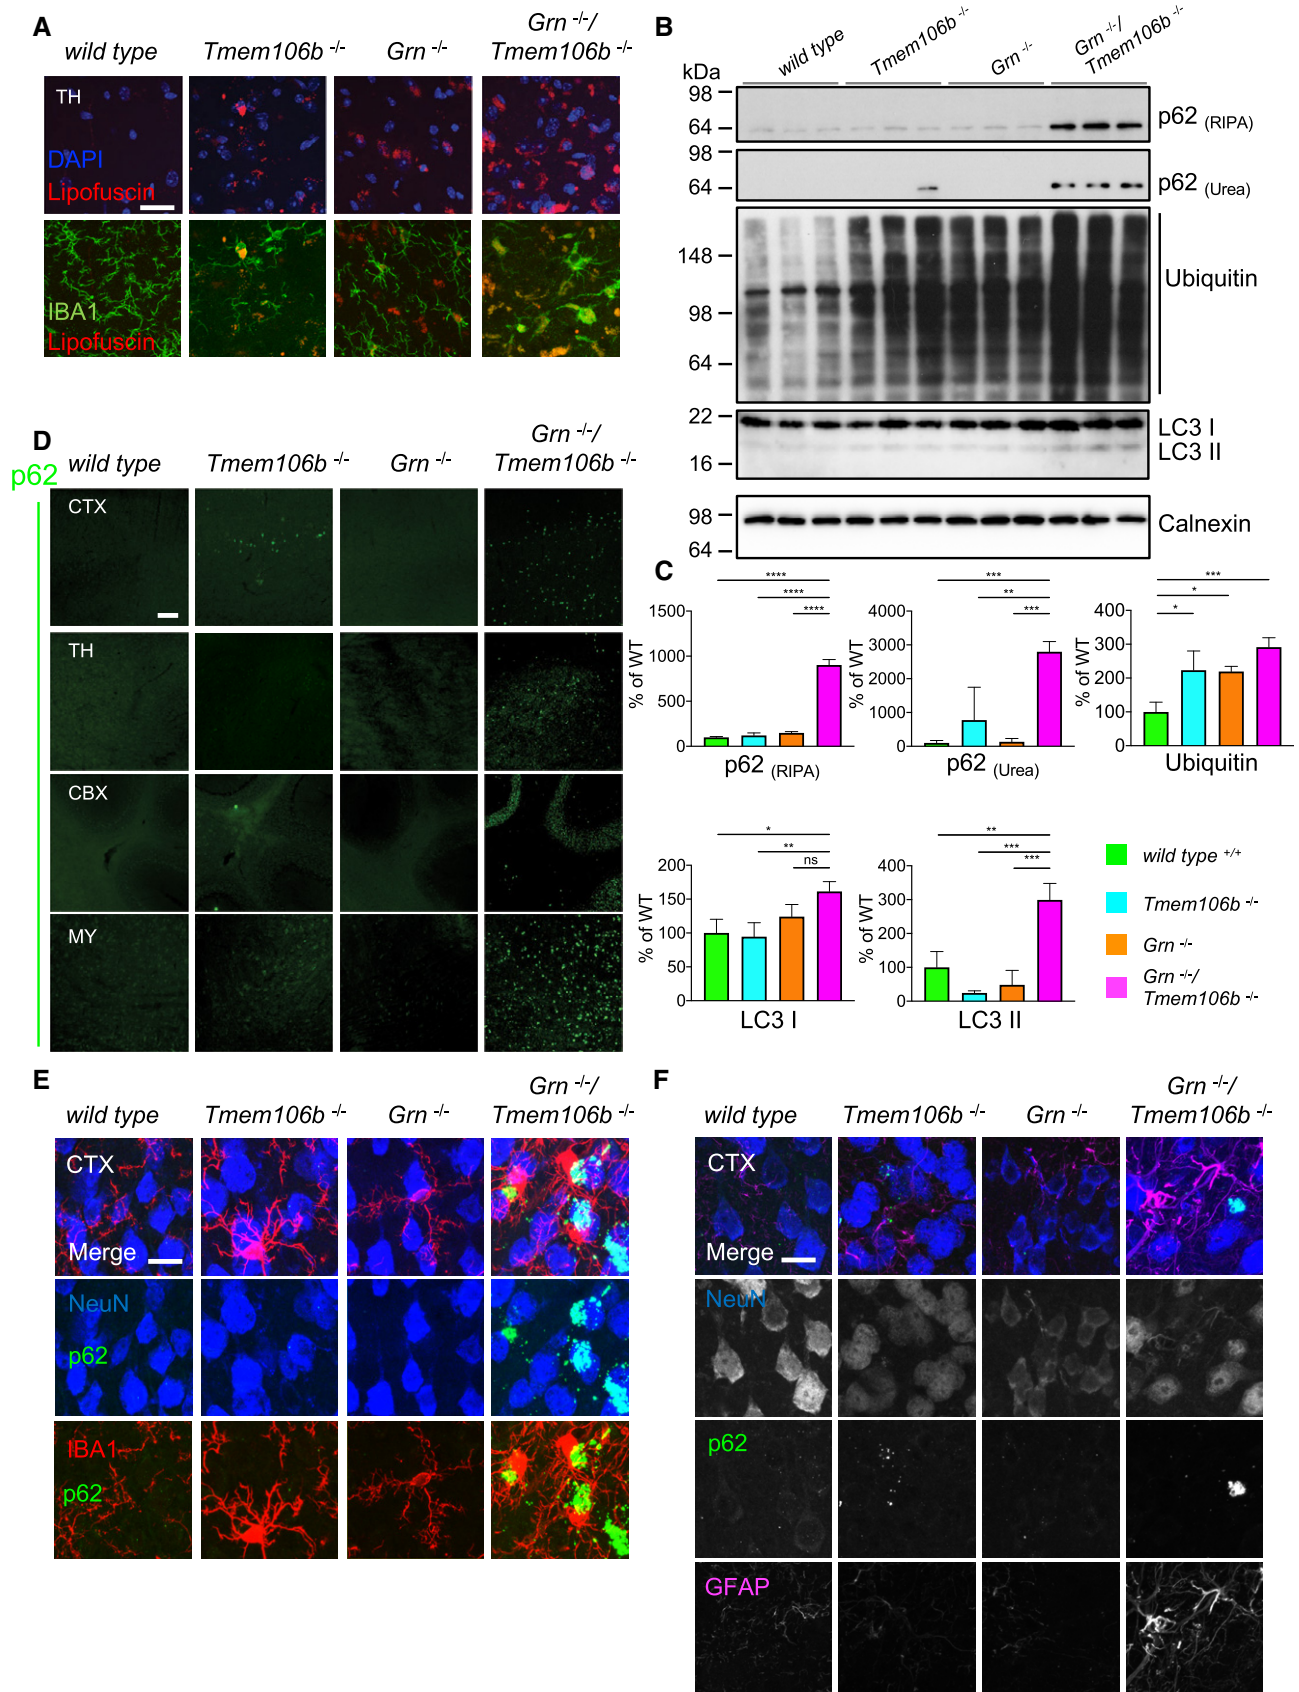 A
wild type
Tmem106b -/-
Grn -/-
Grn -/-/
Tmem106b -/-
TH
DAPI
Lipofuscin
IBA1
Lipofuscin
B
wild type
Tmem106b -/-
Grn -/-
Grn -/-/
Tmem106b -/-
kDa
98
64
p62 (RIPA)
98
64
p62 (Urea)
148
98
64
Ubiquitin
22
16
LC3 I
LC3 II
98
64
Calnexin
C
****
****
****
1500
1000
500
0
% of WT
p62 (RIPA)
***
**
***
4000
3000
2000
1000
0
% of WT
p62 (Urea)
***
*
*
400
300
200
100
0
% of WT
Ubiquitin
*
**
ns
200
150
100
50
0
% of WT
LC3 I
**
***
***
400
300
200
100
0
% of WT
LC3 II
wild type +/+
Tmem106b -/-
Grn -/-
Grn -/-/
Tmem106b -/-
D
p62
wild type
Tmem106b -/-
Grn -/-
Grn -/-/
Tmem106b -/-
CTX
TH
CBX
MY
E
wild type
Tmem106b -/-
Grn -/-
Grn -/-/
Tmem106b -/-
CTX
Merge
NeuN
p62
IBA1
p62
F
wild type
Tmem106b -/-
Grn -/-
Grn -/-/
Tmem106b -/-
CTX
Merge
NeuN
p62
GFAP